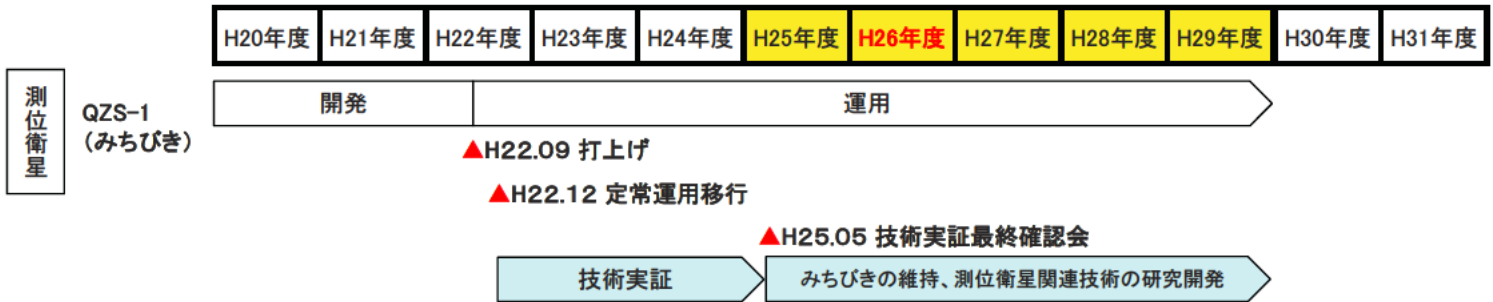 H20年度 H21年度 H22年度 H23年度 H24年度 H25年度 H26年度 H27年度 H28年度 H29年度 H30年度 H31年度
測位衛星
QZS-1
(みちびき)
開発 運用
▲H22.09 打上げ
▲H22.12 定常運用移行
▲H25.05 技術実証最終確認会
技術実証 みちびきの維持、測位衛星関連技術の研究開発